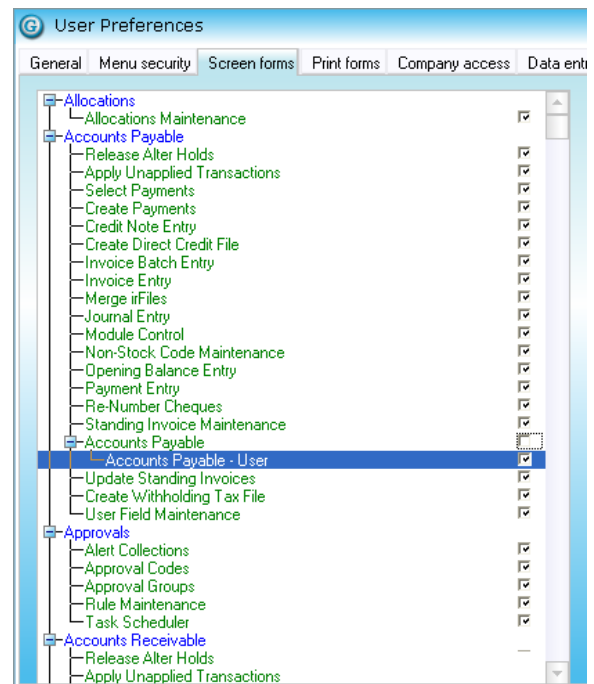 G User Preferences
General Menu security Screen forms Print forms Company access Data entr
Allocations
Allocations Maintenance
Accounts Payable
Release Alter Holds
Apply Unapplied Transactions
Select Payments
Create Payments
Credit Note Entry
Create Direct Credit File
Invoice Batch Entry
Invoice Entry
Merge irFiles
Journal Entry
Module Control
Non-Stock Code Maintenance
Opening Balance Entry
Payment Entry
Re-Number Cheques
Standing Invoice Maintenance
Accounts Payable
Accounts Payable - User
Update Standing Invoices
Create Withholding Tax File
User Field Maintenance
Approvals
Alert Collections
Approval Codes
Approval Groups
Rule Maintenance
Task Scheduler
Accounts Receivable
Release Alter Holds
Apply Unapplied Transactions